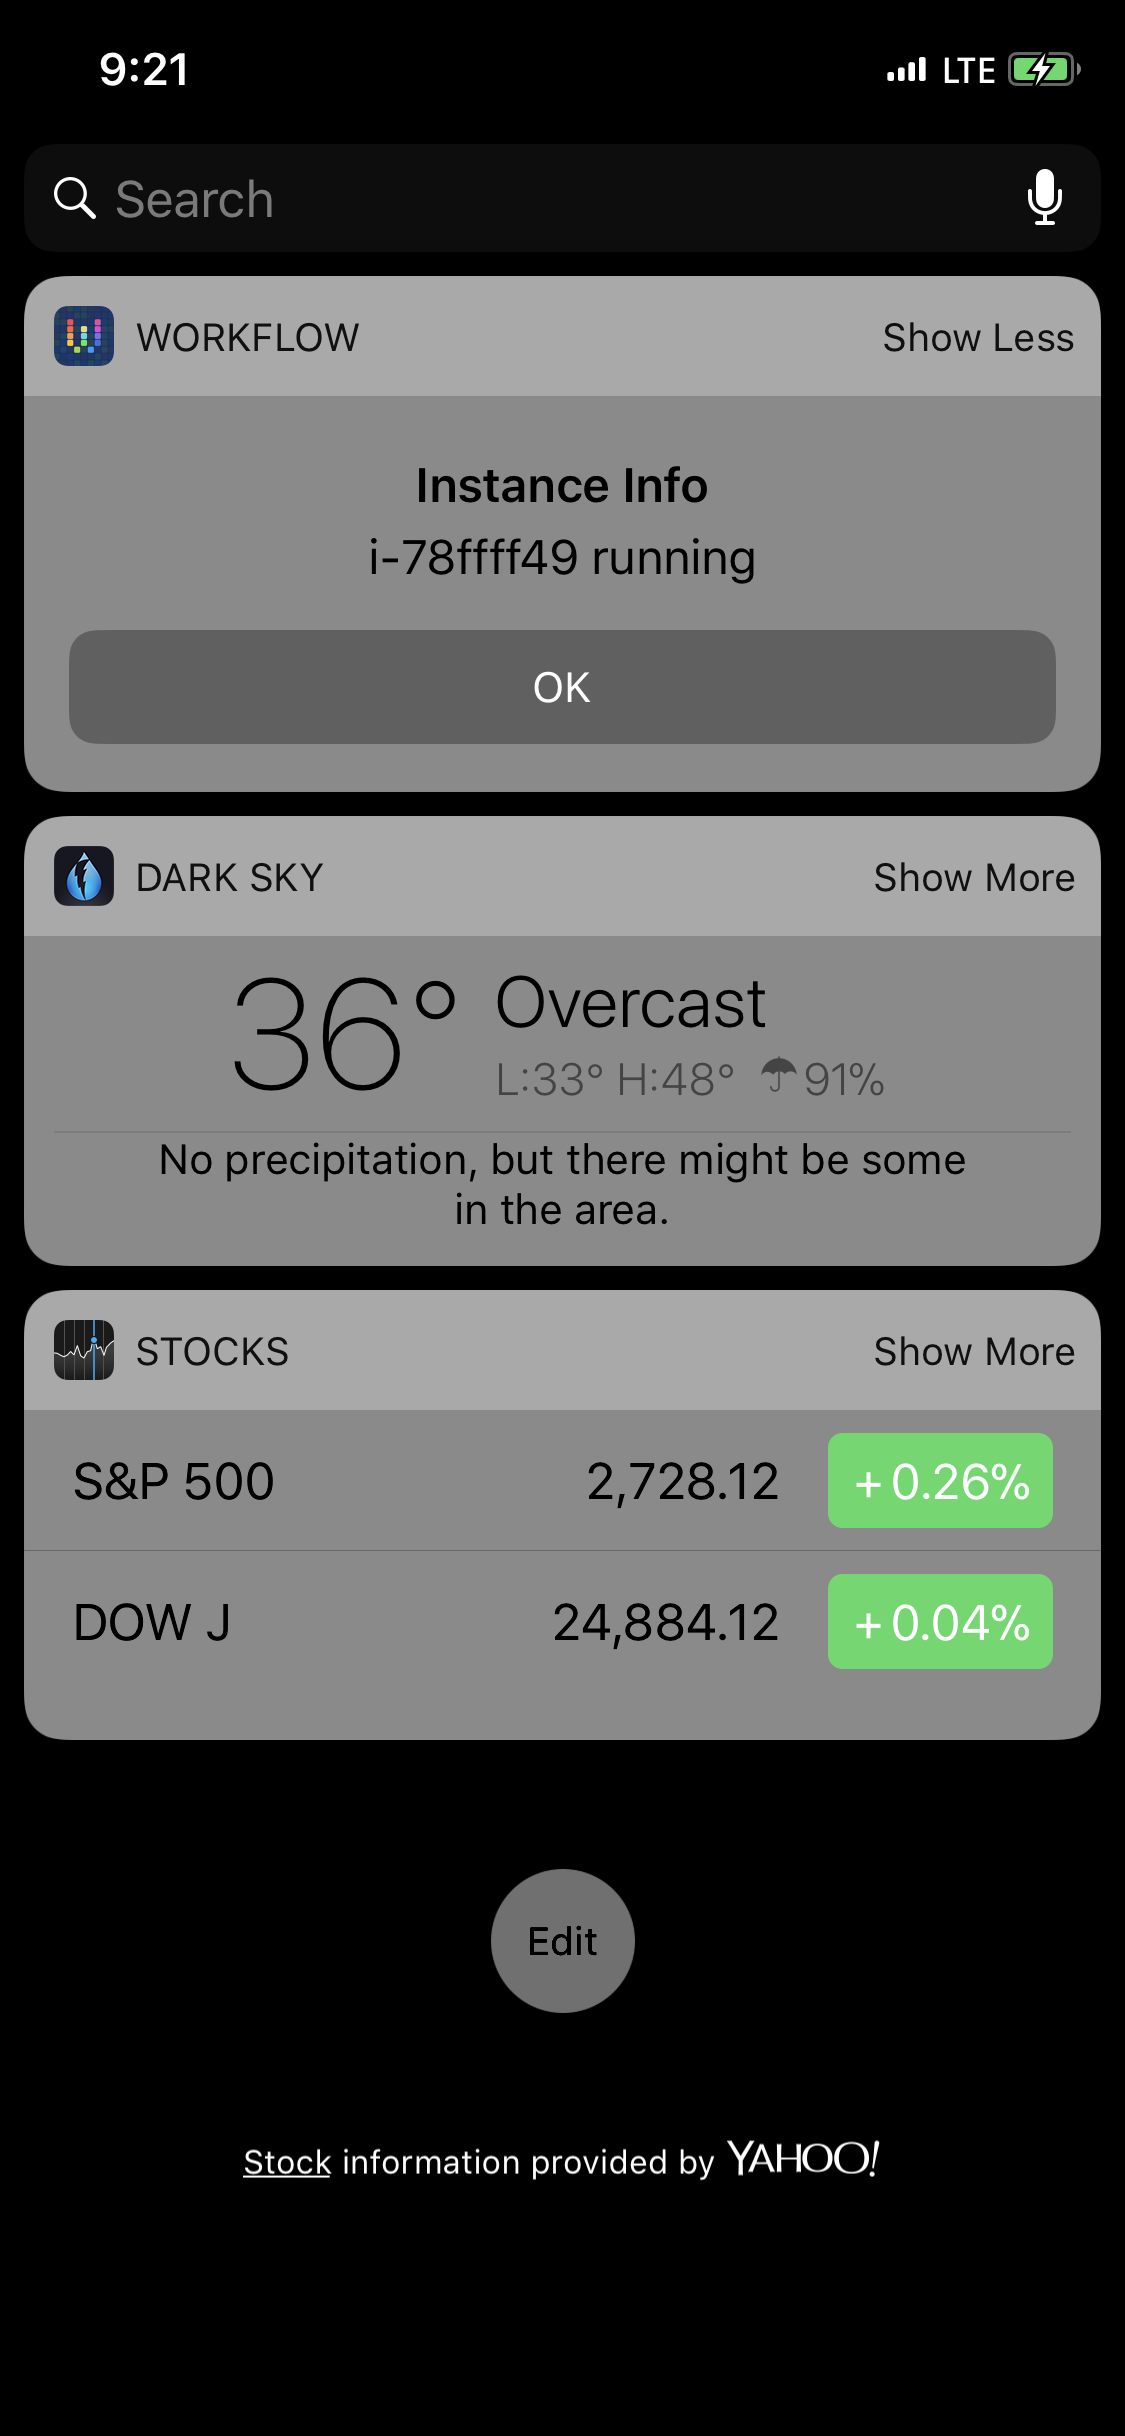 9:21 LTE
Search
WORKFLOW Show Less
Instance Info
i-78ffff49 running
OK
DARK SKY Show More
36° Overcast
L:33° H:48° ☂91%
No precipitation, but there might be some
in the area.
STOCKS Show More
S&P 500 2,728.12 +0.26%
DOW J 24,884.12 +0.04%
Edit
Stock information provided by YAHOO!